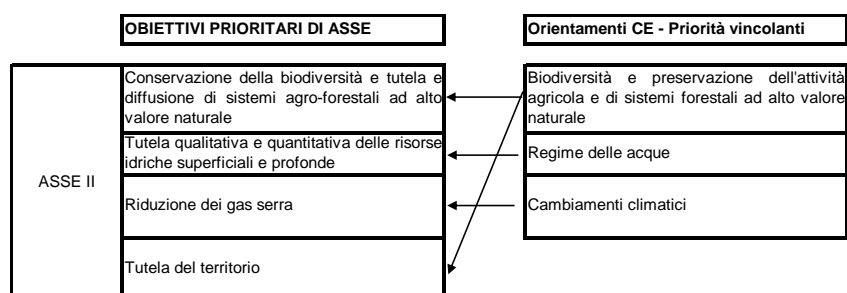 OBIETTIVI PRIORITARI DI ASSE
Orientamenti CE - Priorità vincolanti
ASSE II
Conservazione della biodiversità e tutela e
diffusione di sistemi agro-forestali ad alto
valore naturale
Biodiversità e preservazione dell'attività
agricola e di sistemi forestali ad alto valore
naturale
Tutela qualitativa e quantitativa delle risorse
idriche superficiali e profonde
Regime delle acque
Riduzione dei gas serra
Cambiamenti climatici
Tutela del territorio